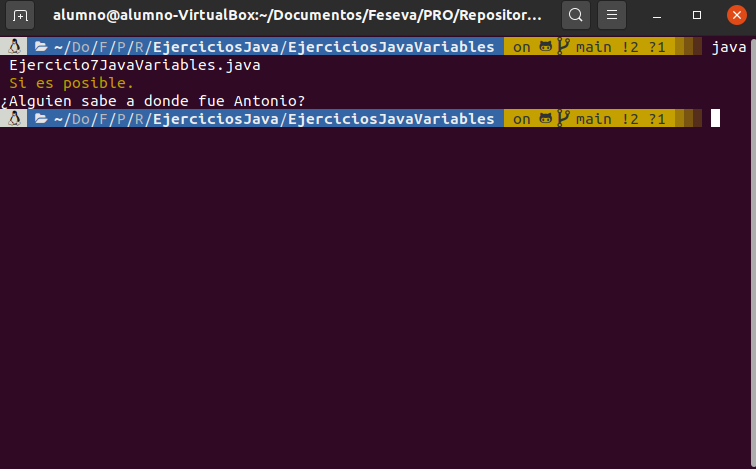 alumno@alumno-VirtualBox:~/Documentos/Feseva/PRO/Repositor...
~/Do/F/P/R/EjerciciosJava/EjerciciosJavaVariables on main !2 ?1 java
Ejercicio7JavaVariables.java
Si es posible.
¿Alguien sabe a donde fue Antonio?
~/Do/F/P/R/EjerciciosJava/EjerciciosJavaVariables on main !2 ?1